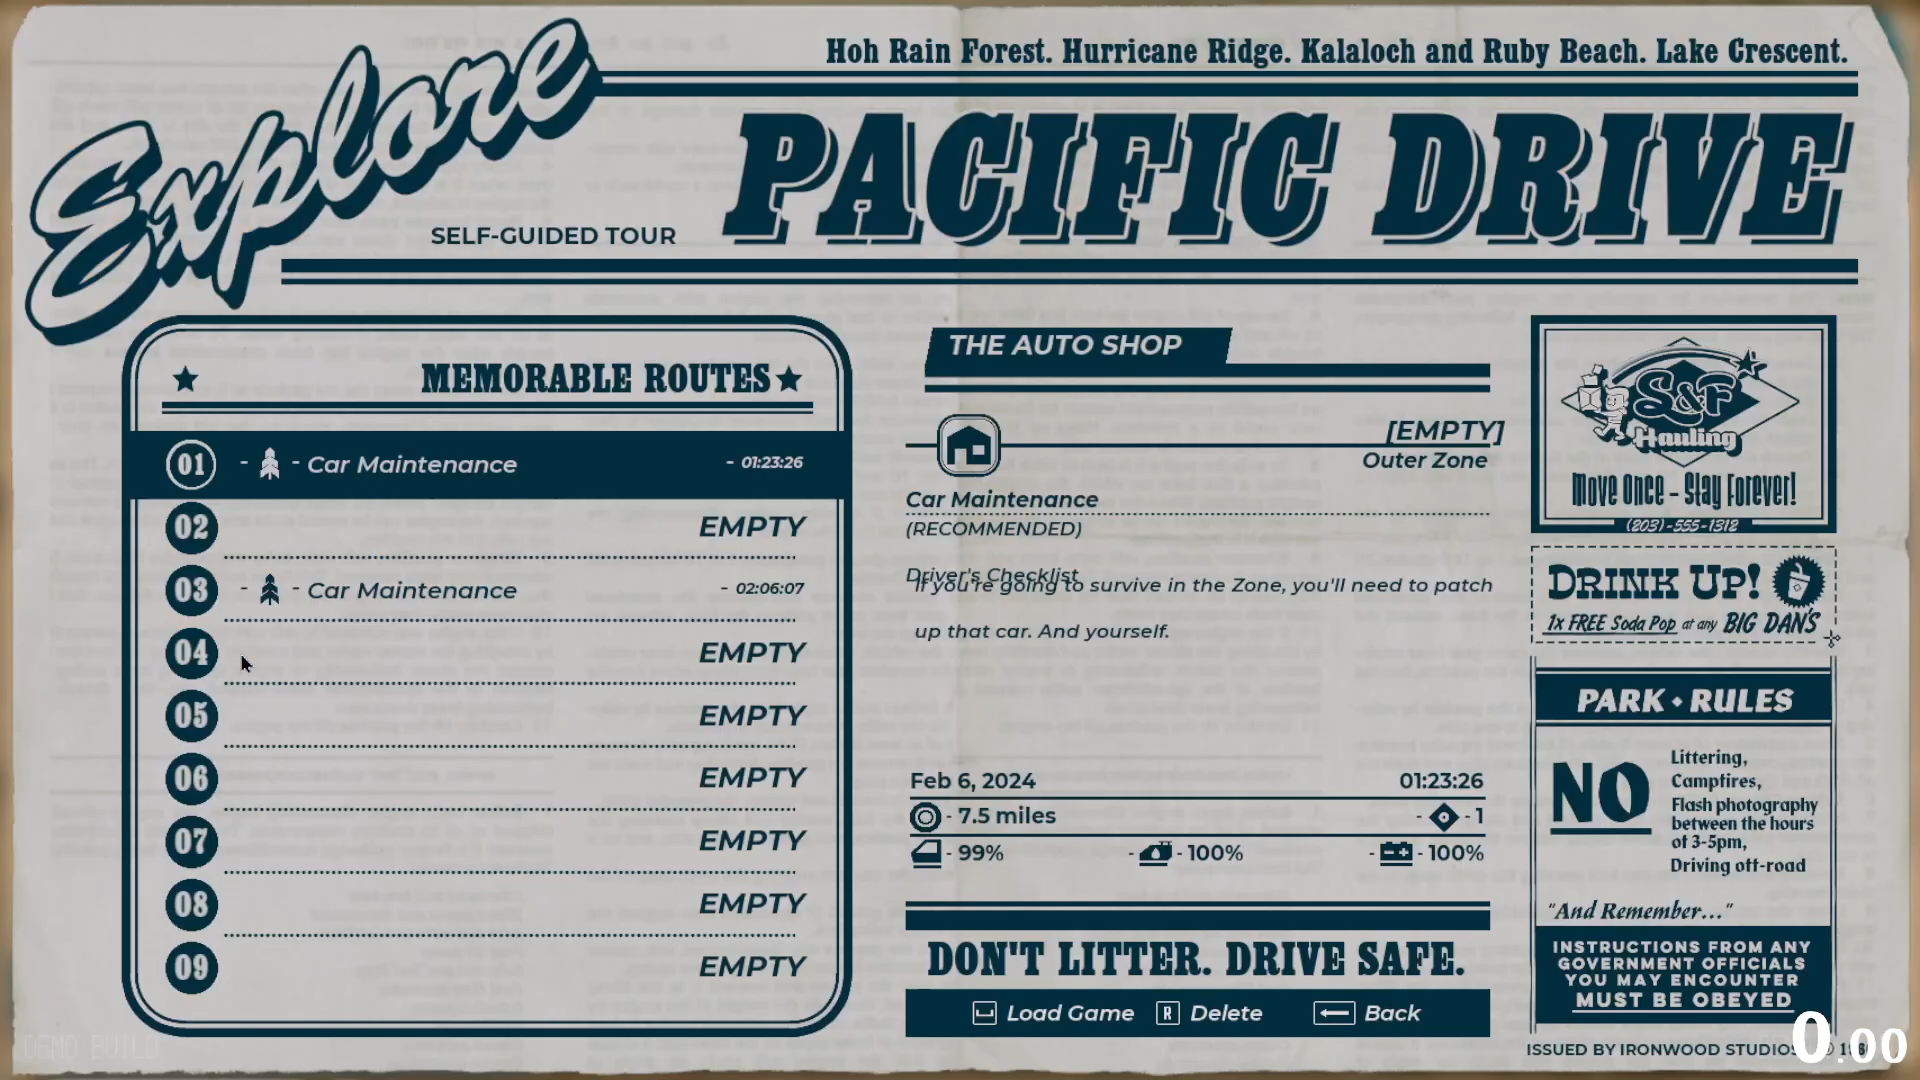 Explore
Hoh Rain Forest. Hurricane Ridge. Kalaloch and Ruby Beach. Lake Crescent.
PACIFIC DRIVE
SELF-GUIDED TOUR
MEMORABLE ROUTES
01 - - Car Maintenance - 01:23:26
02 EMPTY
03 - - Car Maintenance - 02:06:07
04 EMPTY
05 EMPTY
06 EMPTY
07 EMPTY
08 EMPTY
09 EMPTY
THE AUTO SHOP
[EMPTY]
Outer Zone
Car Maintenance
(RECOMMENDED)
Driver's Checklist
If you're going to survive in the Zone, you'll need to patch
up that car. And yourself.
Feb 6, 2024 01:23:26
- 7.5 miles - - 1
- 99% - - 100% - - 100%
DON'T LITTER. DRIVE SAFE.
Load Game R Delete Back
S&F
Hauling
Move Once - Stay Forever!
(203)-555-1312
DRINK UP!
1x FREE Soda Pop at any BIG DAN'S
PARK • RULES
NO
Littering,
Campfires,
Flash photography
between the hours
of 3-5pm,
Driving off-road
"And Remember..."
INSTRUCTIONS FROM ANY
GOVERNMENT OFFICIALS
YOU MAY ENCOUNTER
MUST BE OBEYED
ISSUED BY IRONWOOD STUDIOS
0.00
DEMO BUILD